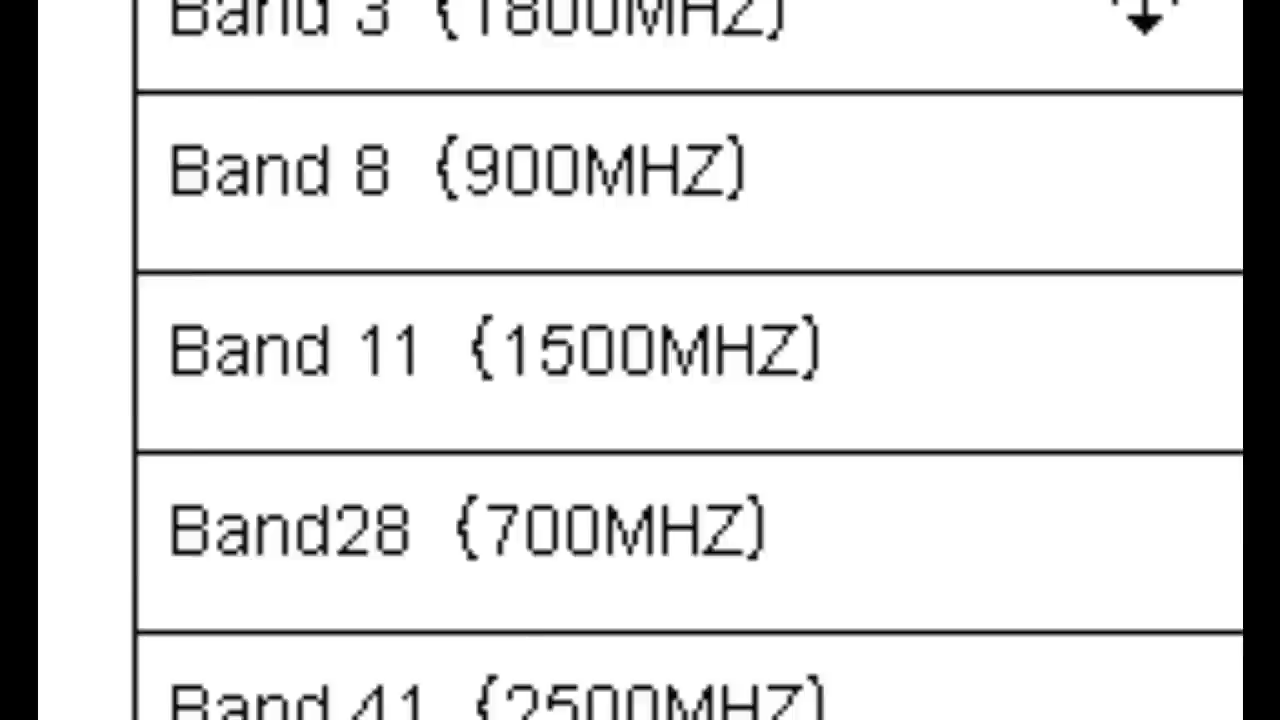 Band 3 {1800MHZ}
Band 8 {900MHZ}
Band 11 {1500MHZ}
Band28 {700MHZ}
Band 41 {2500MHZ}